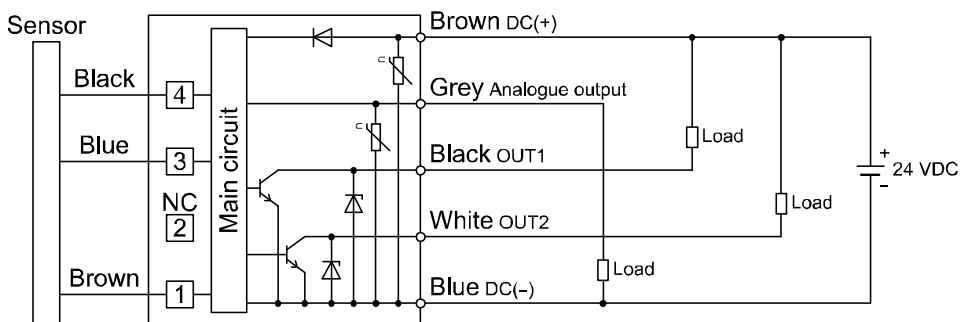 Sensor
Black
4
Blue
3
NC
2
Brown
1
Main circuit
Brown DC(+)
U
Grey Analogue output
U
Black OUT1
White OUT2
Blue DC(−)
Load
Load
Load
+
24 VDC
−